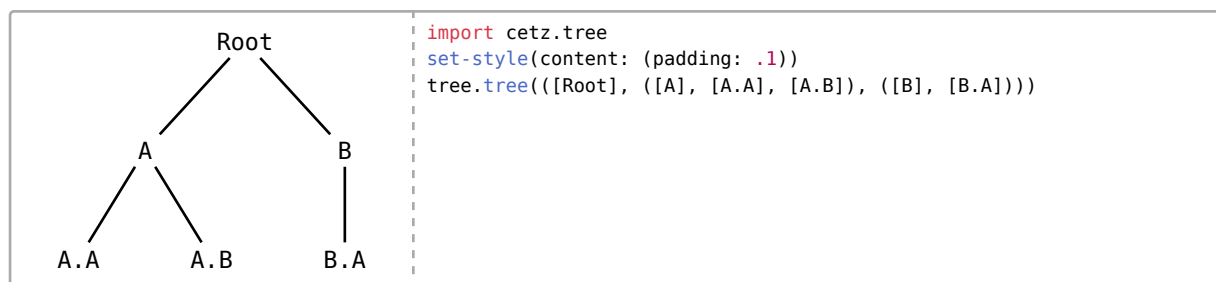 Root
A B
A.A A.B B.A
import cetz.tree
set-style(content: (padding: .1))
tree.tree(([Root], ([A], [A.A], [A.B]), ([B], [B.A])))